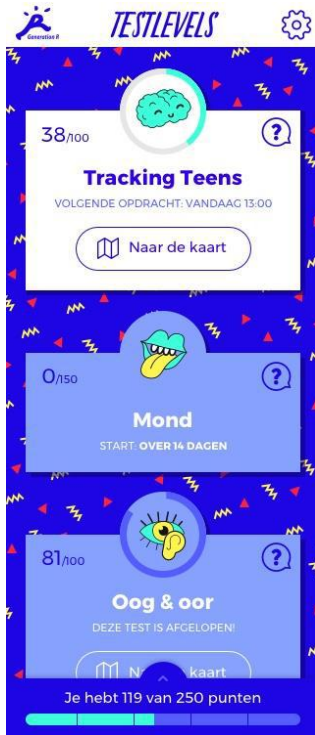 Generation R
TESTLEVELS
38/100
?
Tracking Teens
VOLGENDE OPDRACHT: VANDAAG 13:00
Naar de kaart
0/150
?
Mond
START: OVER 14 DAGEN
81/100
?
Oog & oor
DEZE TEST IS AFGELOPEN!
kaart
Je hebt 119 van 250 punten